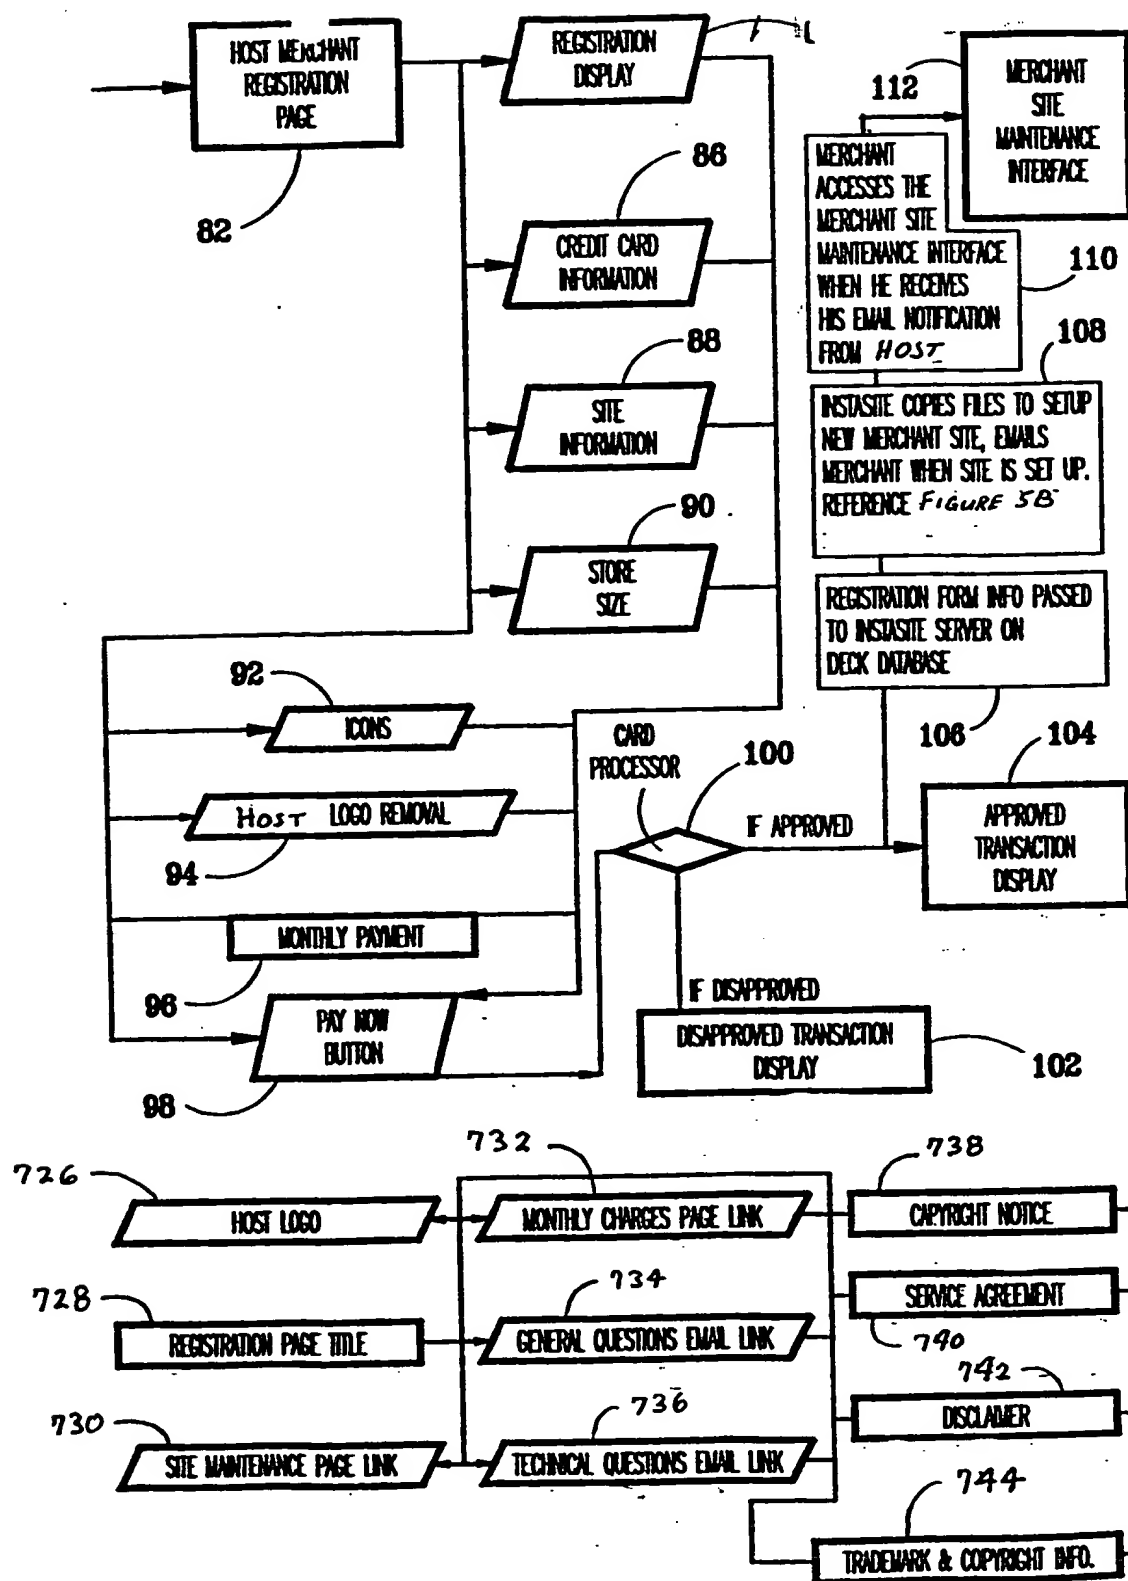 HOST MERCHANT
REGISTRATION
PAGE
82
REGISTRATION
DISPLAY
86
CREDIT CARD
INFORMATION
88
SITE
INFORMATION
90
STORE
SIZE
92
ICONS
HOST LOGO REMOVAL
94
MONTHLY PAYMENT
96
PAY NOW
BUTTON
98
CARD
PROCESSOR
100
IF APPROVED
IF DISAPPROVED
DISAPPROVED TRANSACTION
DISPLAY
102
104
APPROVED
TRANSACTION
DISPLAY
106
REGISTRATION FORM INFO PASSED
TO INSTASITE SERVER ON
DECK DATABASE
108
INSTASITE COPIES FILES TO SETUP
NEW MERCHANT SITE, EMAILS
MERCHANT WHEN SITE IS SET UP.
REFERENCE FIGURE 5B
110
MERCHANT
ACCESSES THE
MERCHANT SITE
MAINTENANCE INTERFACE
WHEN HE RECEIVES
HIS EMAIL NOTIFICATION
FROM HOST
112
MERCHANT
SITE
MAINTENANCE
INTERFACE
726
HOST LOGO
728
REGISTRATION PAGE TITLE
730
SITE MAINTENANCE PAGE LINK
732
MONTHLY CHARGES PAGE LINK
734
GENERAL QUESTIONS EMAIL LINK
736
TECHNICAL QUESTIONS EMAIL LINK
738
CAPYRIGHT NOTICE
SERVICE AGREEMENT
740
742
DISCLAIMER
744
TRADEMARK & COPYRIGHT INFO.